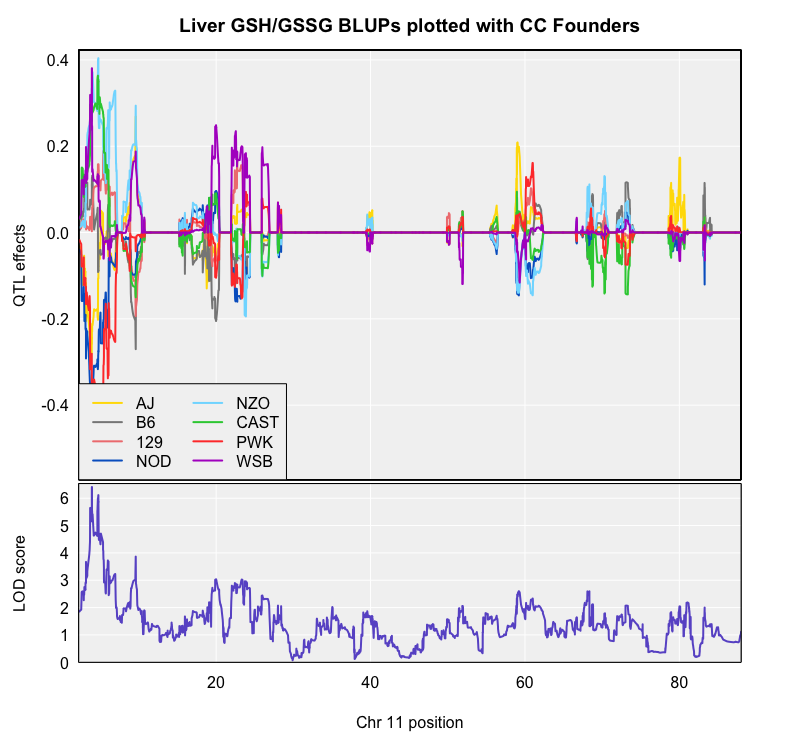 Liver GSH/GSSG BLUPs plotted with CC Founders
0.4
0.2
0.0
-0.2
-0.4
QTL effects
AJ NZO
B6 CAST
129 PWK
NOD WSB
6
5
4
3
2
1
0
LOD score
20 40 60 80
Chr 11 position